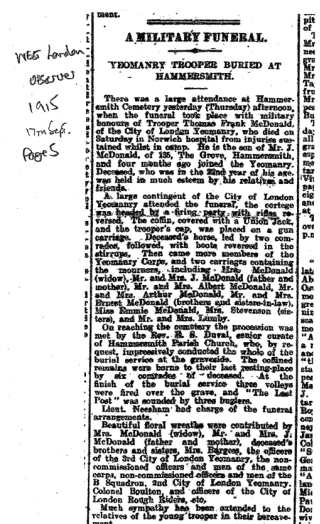 West London
Observer
1915
17th Sep.
Page 5
ment.
A MILITARY FUNERAL.
YEOMANRY TROOPER BURIED AT
HAMMERSMITH.
There was a large attendance at Hammer-
smith Cemetery yesterday (Thursday) afternoon,
when the funeral took place with military
honours of Trooper Thomas Frank McDonald,
of the City of London Yeomanry, who died on
Saturday in Norwich hospital from injuries sus-
tained whilst in camp. He is the son of Mr. J.
McDonald, of 135, The Grove, Hammersmith,
and four months ago joined the Yeomanry.
Deceased, who was in the 22nd year of his age,
was held in much esteem by his relatives and
friends.
A large contingent of the City of London
Yeomanry attended the funeral, the cortege
was headed by a firing party with rifles re-
versed. The coffin, covered with a Union Jack,
and the trooper's cap, was placed on a gun
carriage. Deceased's horse, led by two com-
rades, followed, with boots reversed in the
stirrups. Then came more members of the
Yeomanry Corps, and two carriages containing
the mourners, including Mrs. McDonald
(widow), Mr. and Mrs. J. McDonald (father and
mother), Mr. and Mrs. Albert McDonald, Mr.
and Mrs. Arthur McDonald, Mr. and Mrs.
Ernest McDonald (brothers and sisters-in-law),
Miss Emmie McDonald, Mrs. Stevenson (sis-
ters), and Mr. and Mrs.
On reaching the cemetery the procession was
met by the Rev. B. S. Duval, senior curate
of Hammersmith Parish Church, who, by re-
quest, impressively conducted the whole of the
burial service at the graveside. The coffined
remains were borne to their last resting-place
by six comrades of deceased. At the
finish of the burial service three volleys
were fired over the grave, and "The Last
Post" was sounded by three buglers.
Lieut. Neesham had charge of the funeral
arrangements.
Beautiful floral wreaths were contributed by
Mrs. McDonald (widow), Mr. and Mrs. J.
McDonald (father and mother), deceased's
brothers and sisters, Mrs. Burgess, the officers
of the 3rd City of London Yeomanry, the non-
commissioned officers and men of the same
corps, non-commissioned officers and men of the
B Squadron, 2nd City of London Yeomanry,
Colonel Boulton, and officers of the City of
London Rough Riders, etc.
Much sympathy has been extended to the
relatives of the young trooper in their bereave-
ment.